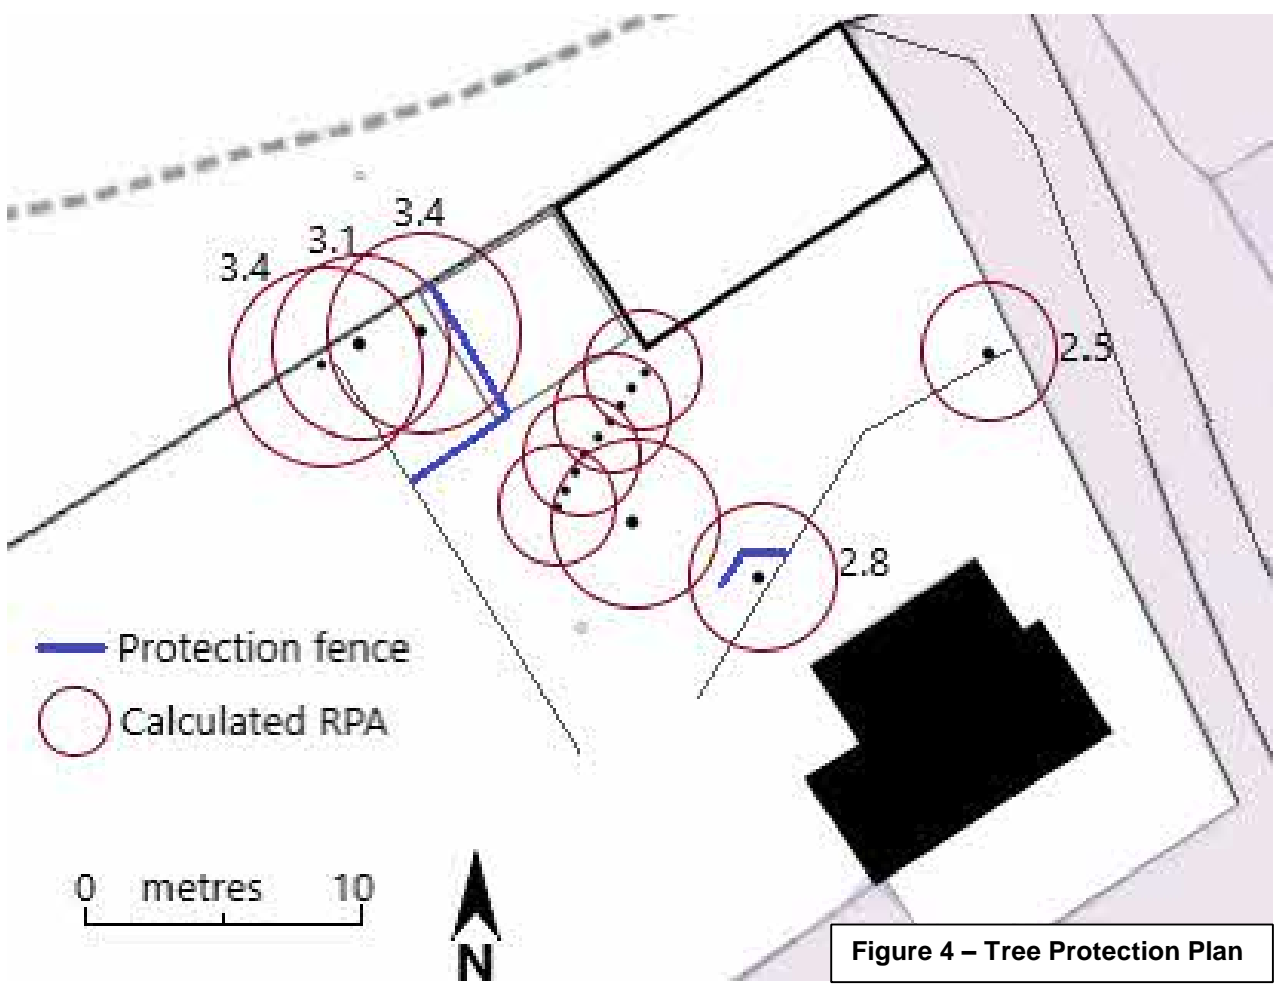 3.4
3.1
3.4
2.5
2.8
Protection fence
Calculated RPA
0 metres 10
N
Figure 4 – Tree Protection Plan